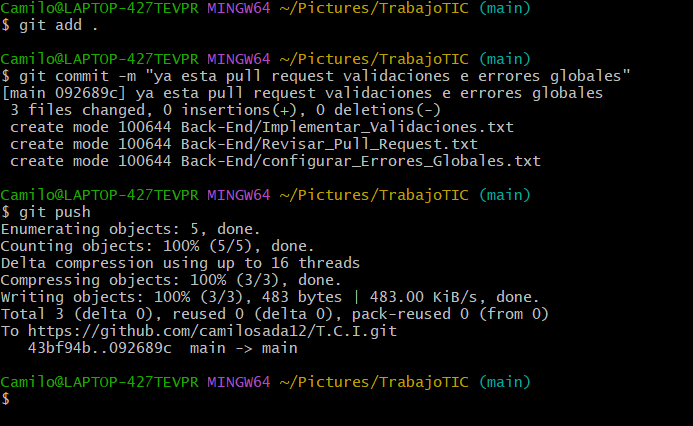 Camilo@LAPTOP-427TEVPR MINGW64 ~/Pictures/TrabajoTIC (main)
$ git add .
Camilo@LAPTOP-427TEVPR MINGW64 ~/Pictures/TrabajoTIC (main)
$ git commit -m "ya esta pull request validaciones e errores globales"
[main 092689c] ya esta pull request validaciones e errores globales
 3 files changed, 0 insertions(+), 0 deletions(-)
 create mode 100644 Back-End/Implementar_Validaciones.txt
 create mode 100644 Back-End/Revisar_Pull_Request.txt
 create mode 100644 Back-End/configurar_Errores_Globales.txt
Camilo@LAPTOP-427TEVPR MINGW64 ~/Pictures/TrabajoTIC (main)
$ git push
Enumerating objects: 5, done.
Counting objects: 100% (5/5), done.
Delta compression using up to 16 threads
Compressing objects: 100% (3/3), done.
Writing objects: 100% (3/3), 483 bytes | 483.00 KiB/s, done.
Total 3 (delta 0), reused 0 (delta 0), pack-reused 0 (from 0)
To https://github.com/camilosada12/T.C.I.git
   43bf94b..092689c  main -> main
Camilo@LAPTOP-427TEVPR MINGW64 ~/Pictures/TrabajoTIC (main)
$